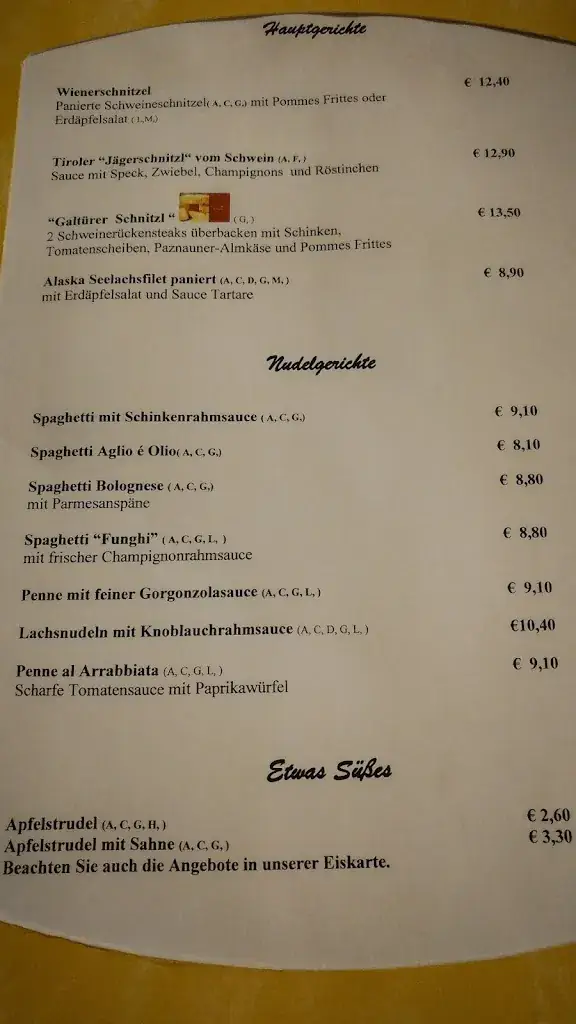 Hauptgerichte
Wienerschnitzel € 12,40
Panierte Schweineschnitzel( A, C, G,) mit Pommes Frittes oder
Erdäpfelsalat ( L,M,)
Tiroler “Jägerschnitzl“ vom Schwein (A, F, ) € 12,90
Sauce mit Speck, Zwiebel, Champignons und Röstinchen
“Galtürer Schnitzl “ ( G, ) € 13,50
2 Schweinerückensteaks überbacken mit Schinken,
Tomatenscheiben, Paznauner-Almkäse und Pommes Frittes
Alaska Seelachsfilet paniert (A, C, D, G, M, ) € 8,90
mit Erdäpfelsalat und Sauce Tartare
Nudelgerichte
Spaghetti mit Schinkenrahmsauce ( A, C, G,) € 9,10
Spaghetti Aglio é Olio( A, C, G,) € 8,10
Spaghetti Bolognese ( A, C, G,) € 8,80
mit Parmesanspäne
Spaghetti “Funghi” ( A, C, G, L, ) € 8,80
mit frischer Champignonrahmsauce
Penne mit feiner Gorgonzolasauce (A, C, G, L, ) € 9,10
Lachsnudeln mit Knoblauchrahmsauce (A, C, D, G, L, ) €10,40
Penne al Arrabbiata (A, C, G, L, ) € 9,10
Scharfe Tomatensauce mit Paprikawürfel
Etwas Süßes
Apfelstrudel (A, C, G, H, ) € 2,60
Apfelstrudel mit Sahne (A, C, G, ) € 3,30
Beachten Sie auch die Angebote in unserer Eiskarte.